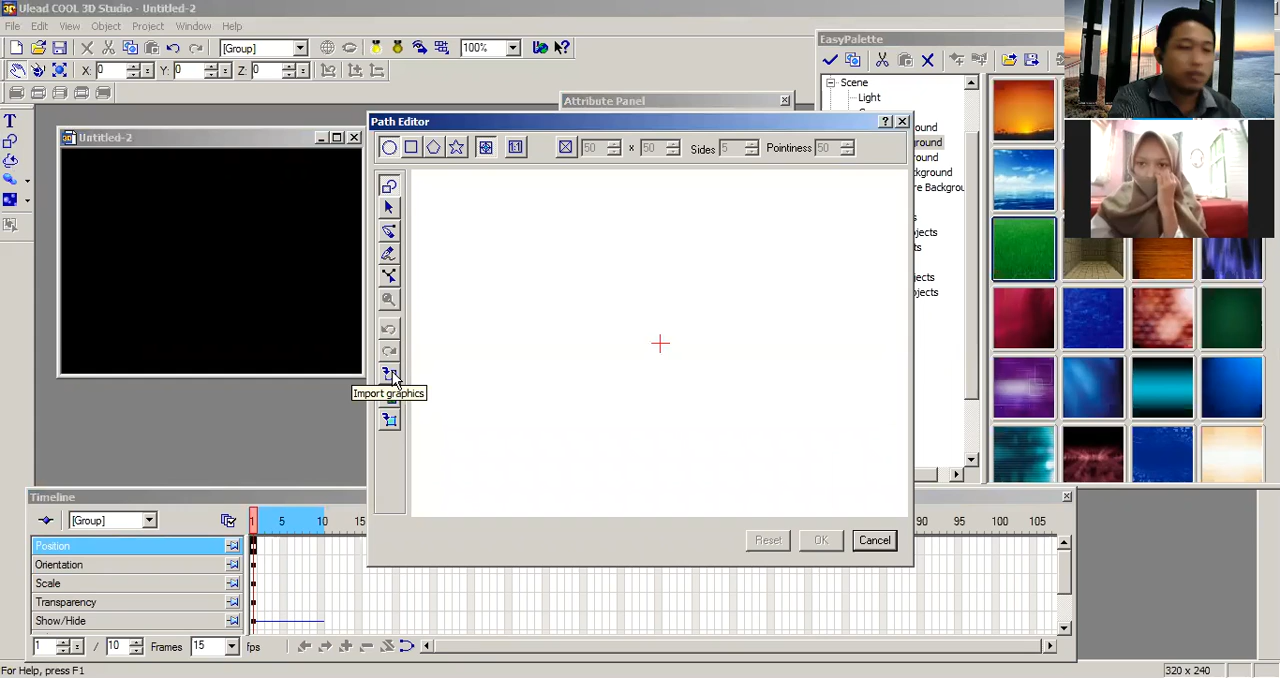 Ulead COOL 3D Studio - Untitled-2
File Edit View Object Project Window Help
[Group] 100%
X: 0 Y: 0 Z: 0
EasyPalette
Scene
Light
ground
ground
ground
kground
re Backgrou
jects
ts
jects
jects
Attribute Panel
Untitled-2
Path Editor
50 x 50 Sides 5 Pointiness 50
Import graphics
Reset OK Cancel
Timeline
[Group] 1 5 10 15 90 95 100 105
Position
Orientation
Scale
Transparency
Show/Hide
1 / 10 Frames 15 fps
For Help, press F1
320 x 240